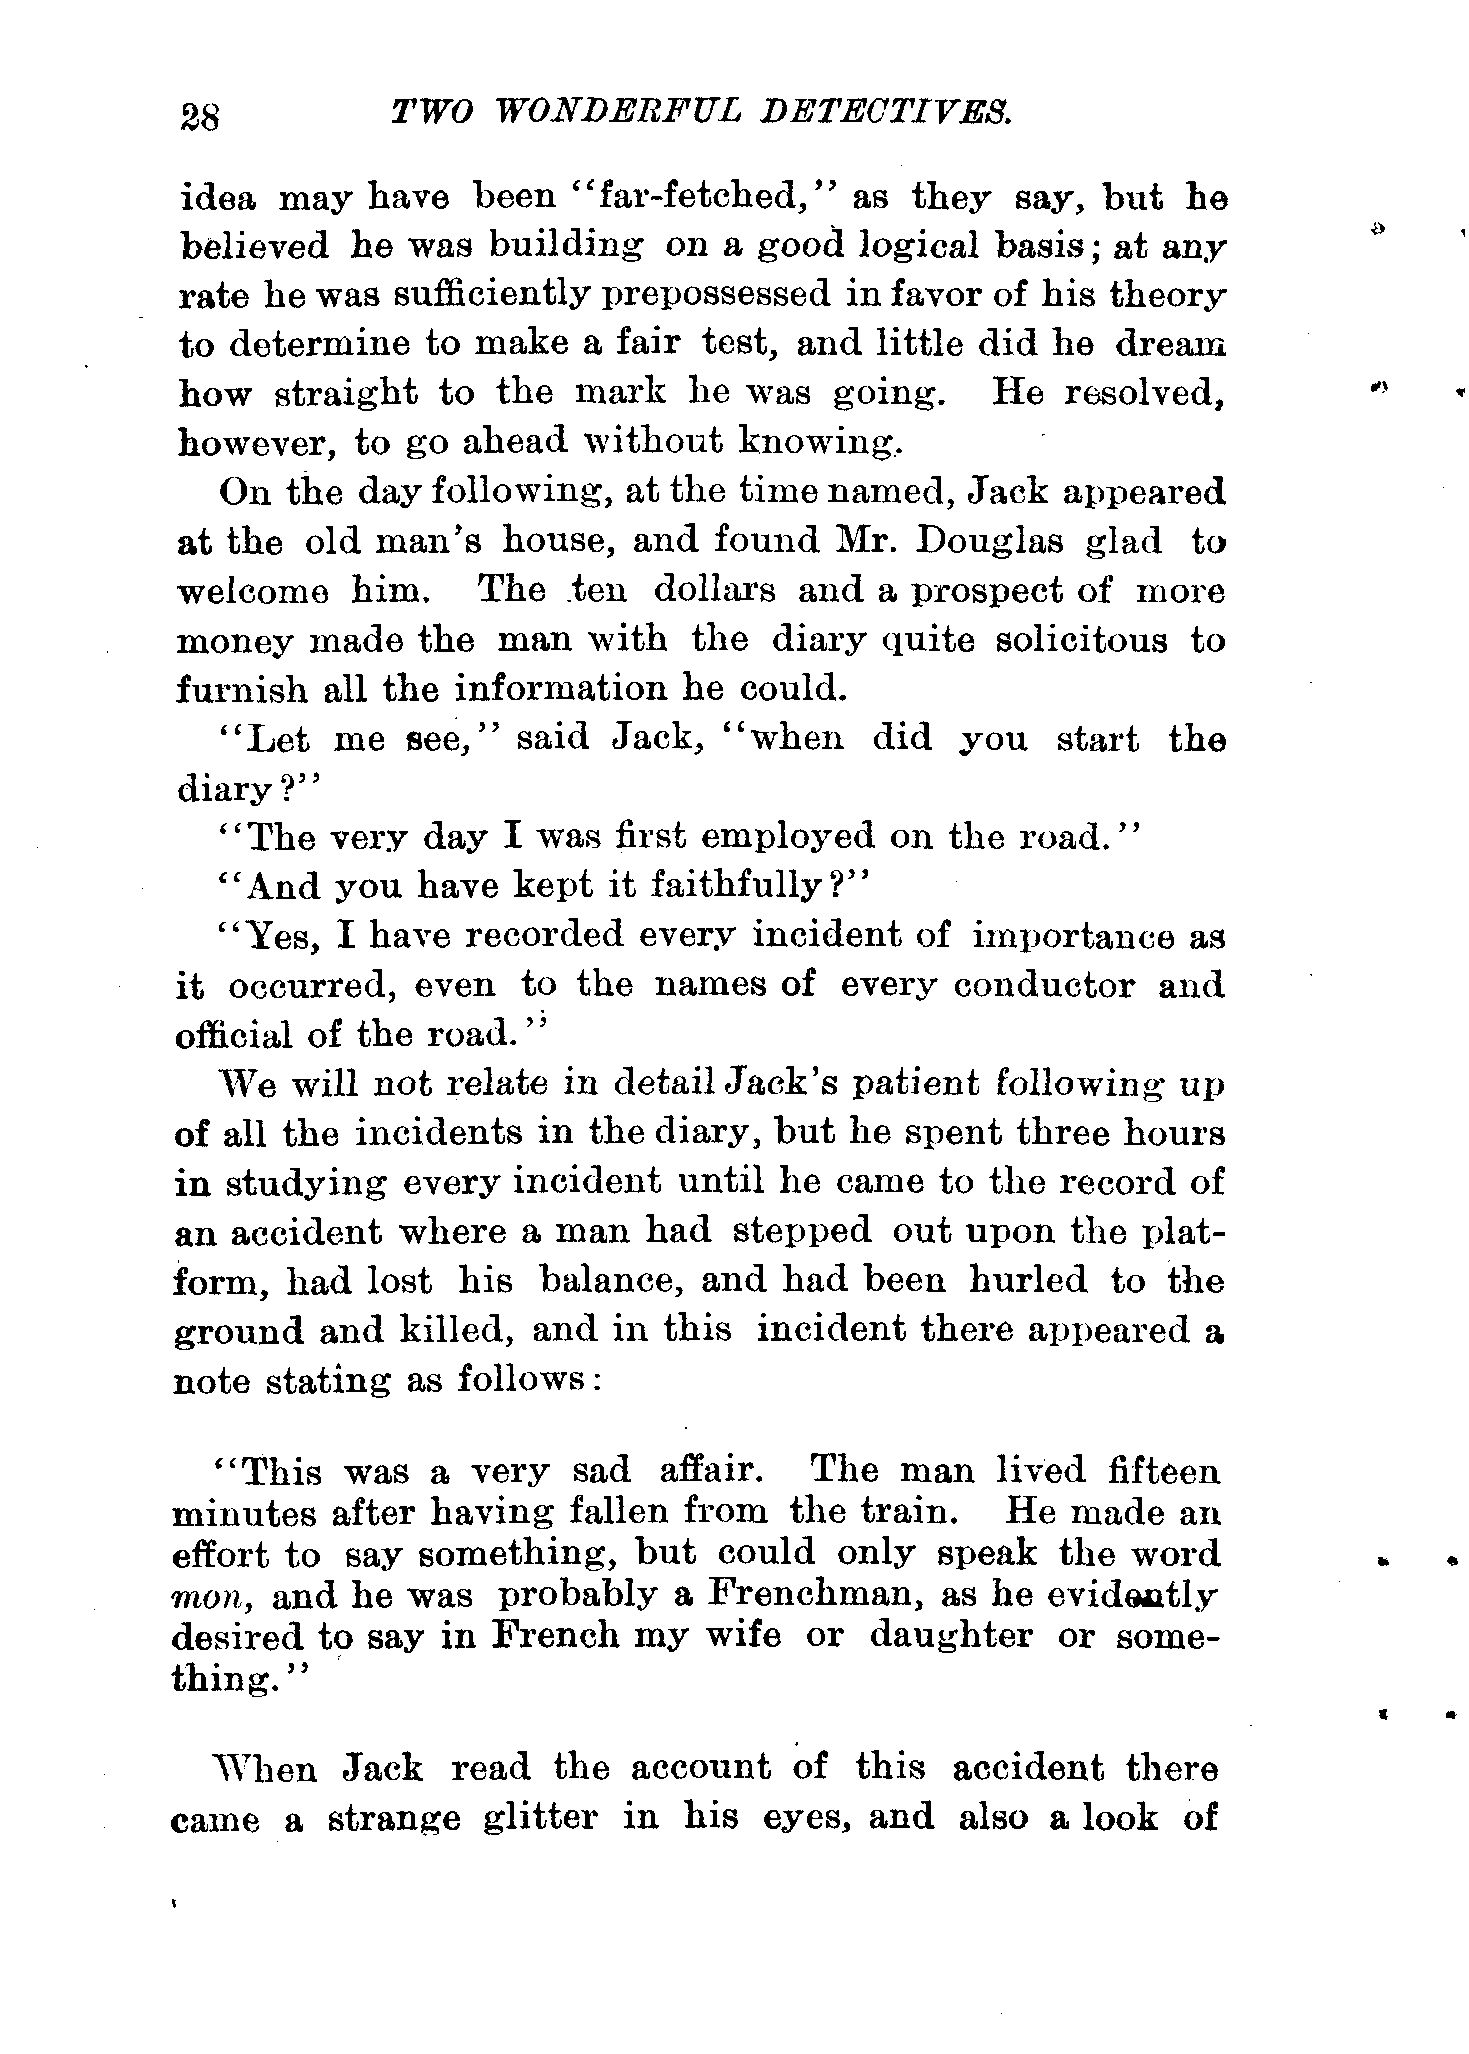 28 TWO WONDERFUL DETECTIVES.
idea may have been "far-fetched," as they say, but he
believed he was building on a good logical basis; at any
rate he was sufficiently prepossessed in favor of his theory
to determine to make a fair test, and little did he dream
how straight to the mark he was going. He resolved,
however, to go ahead without knowing.
On the day following, at the time named, Jack appeared
at the old man's house, and found Mr. Douglas glad to
welcome him. The ten dollars and a prospect of more
money made the man with the diary quite solicitous to
furnish all the information he could.
"Let me see," said Jack, "when did you start the
diary?"
"The very day I was first employed on the road."
"And you have kept it faithfully?"
"Yes, I have recorded every incident of importance as
it occurred, even to the names of every conductor and
official of the road."
We will not relate in detail Jack's patient following up
of all the incidents in the diary, but he spent three hours
in studying every incident until he came to the record of
an accident where a man had stepped out upon the plat-
form, had lost his balance, and had been hurled to the
ground and killed, and in this incident there appeared a
note stating as follows:
"This was a very sad affair. The man lived fifteen
minutes after having fallen from the train. He made an
effort to say something, but could only speak the word
mon, and he was probably a Frenchman, as he evidently
desired to say in French my wife or daughter or some-
thing."
When Jack read the account of this accident there
came a strange glitter in his eyes, and also a look of